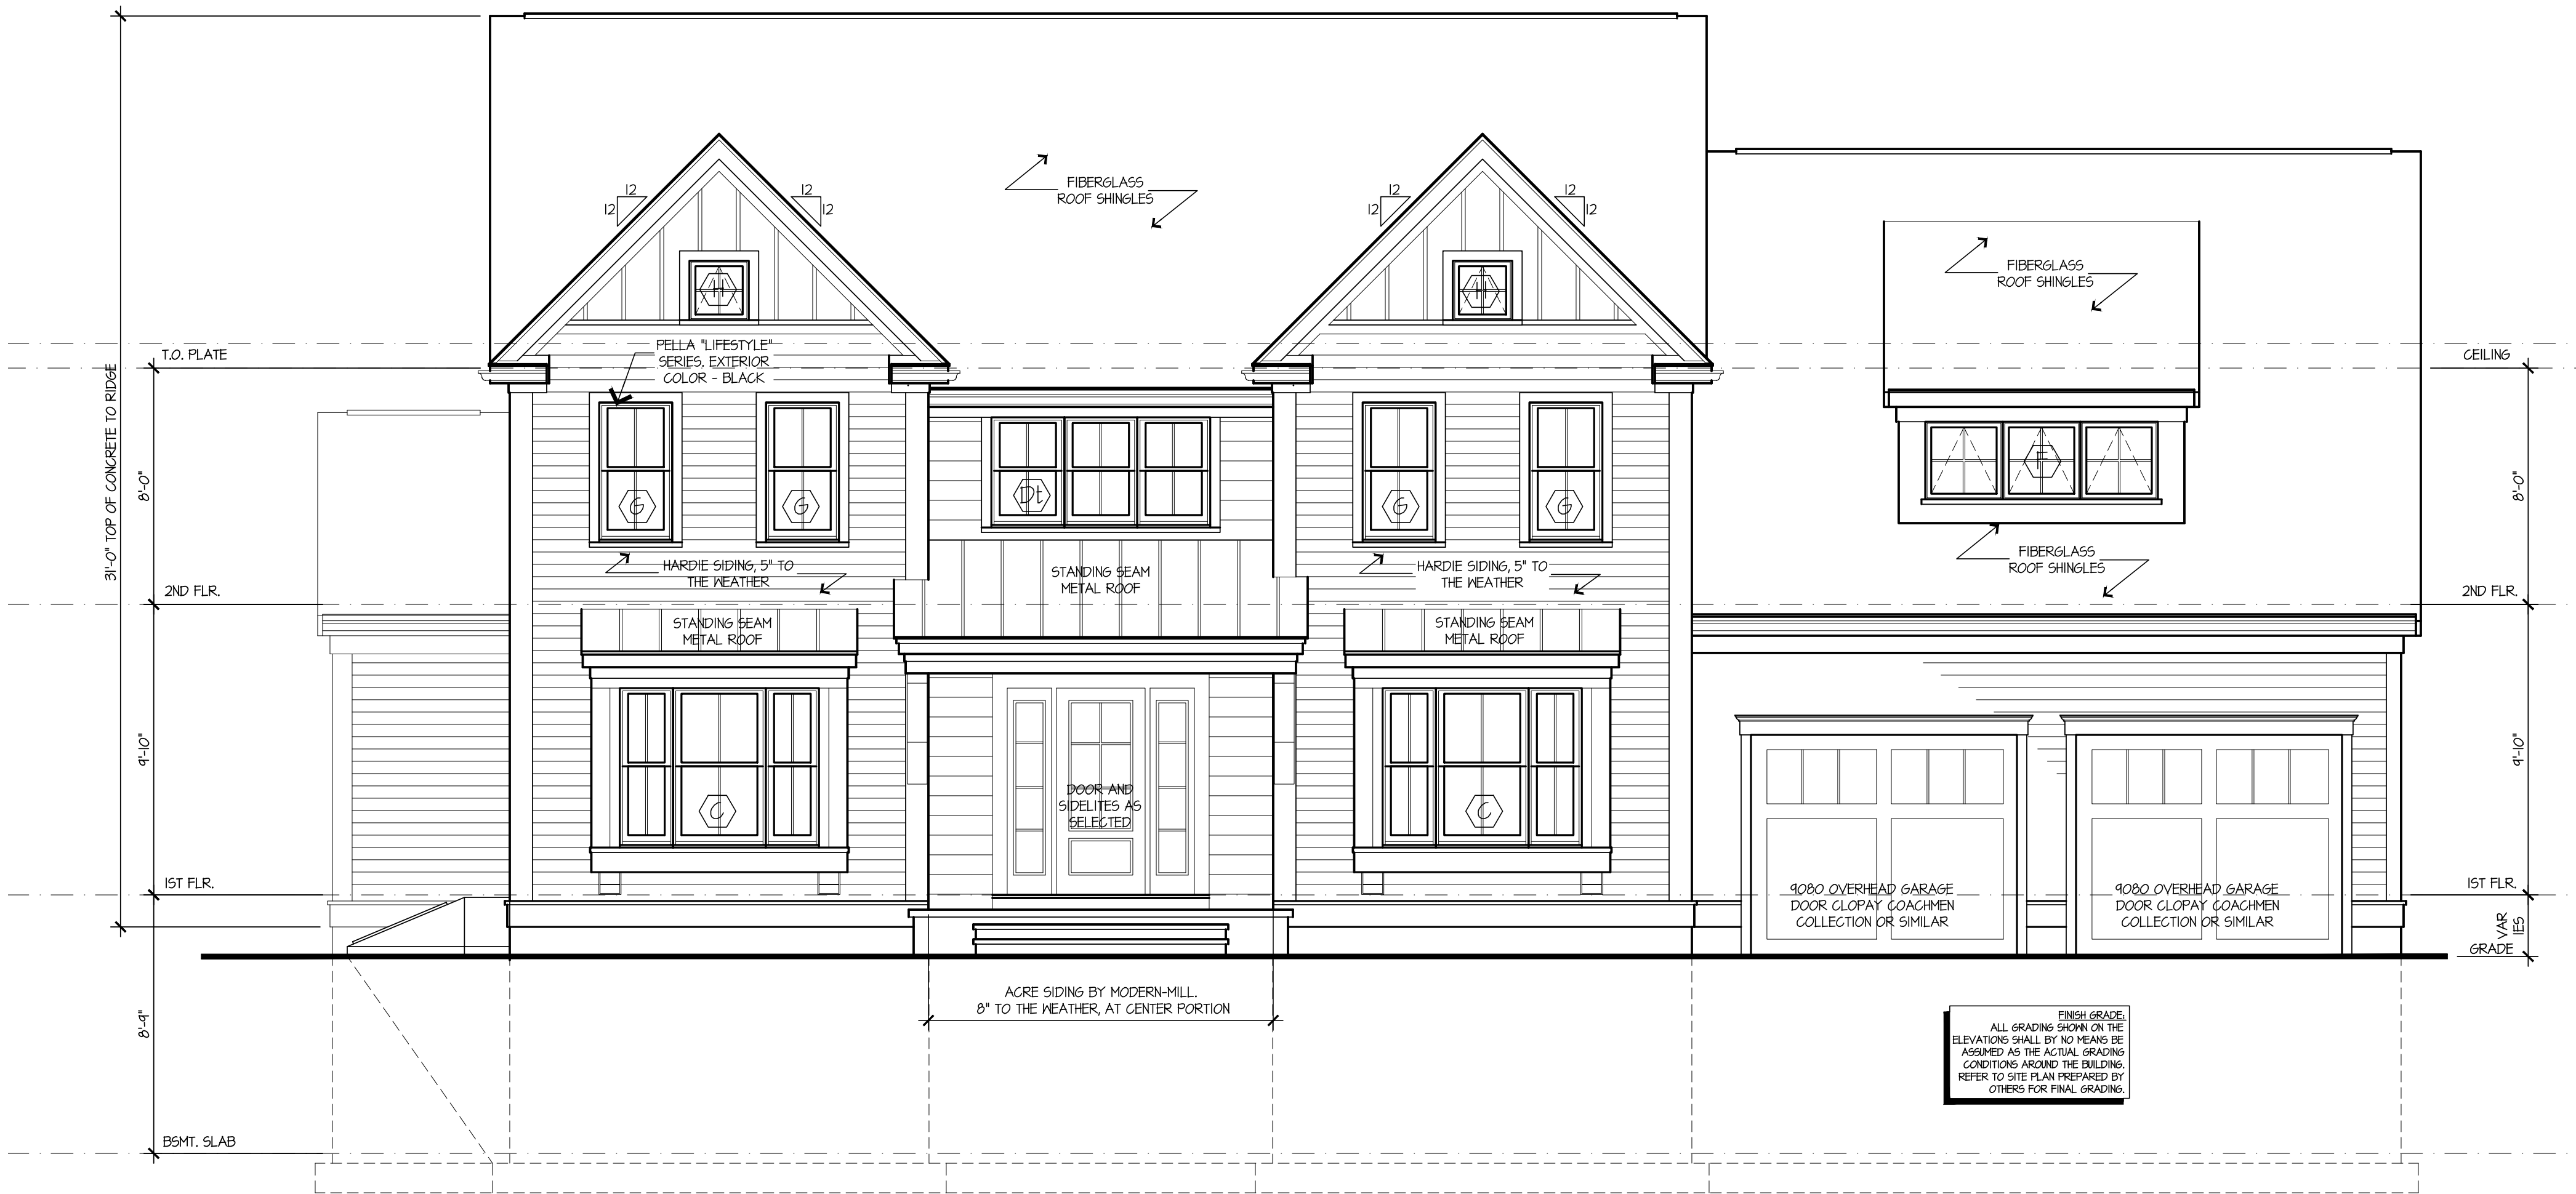 31'-0" TOP OF CONCRETE TO RIDGE
T.O. PLATE
8'-0"
2ND FLR.
9'-10"
1ST FLR.
8'-9"
BSMT. SLAB
12
12
12
12
FIBERGLASS
ROOF SHINGLES
12
12
12
12
H
H
PELLA "LIFESTYLE"
SERIES. EXTERIOR
COLOR - BLACK
G
G
Dt
G
G
HARDIE SIDING, 5" TO
THE WEATHER
STANDING SEAM
METAL ROOF
HARDIE SIDING, 5" TO
THE WEATHER
STANDING SEAM
METAL ROOF
STANDING SEAM
METAL ROOF
C
DOOR AND
SIDELITES AS
SELECTED
C
FIBERGLASS
ROOF SHINGLES
F
FIBERGLASS
ROOF SHINGLES
9080 OVERHEAD GARAGE
DOOR CLOPAY COACHMEN
COLLECTION OR SIMILAR
9080 OVERHEAD GARAGE
DOOR CLOPAY COACHMEN
COLLECTION OR SIMILAR
CEILING
8'-0"
2ND FLR.
9'-10"
1ST FLR.
VAR
IES
GRADE
ACRE SIDING BY MODERN-MILL.
8" TO THE WEATHER, AT CENTER PORTION
FINISH GRADE:
ALL GRADING SHOWN ON THE
ELEVATIONS SHALL BY NO MEANS BE
ASSUMED AS THE ACTUAL GRADING
CONDITIONS AROUND THE BUILDING.
REFER TO SITE PLAN PREPARED BY
OTHERS FOR FINAL GRADING.